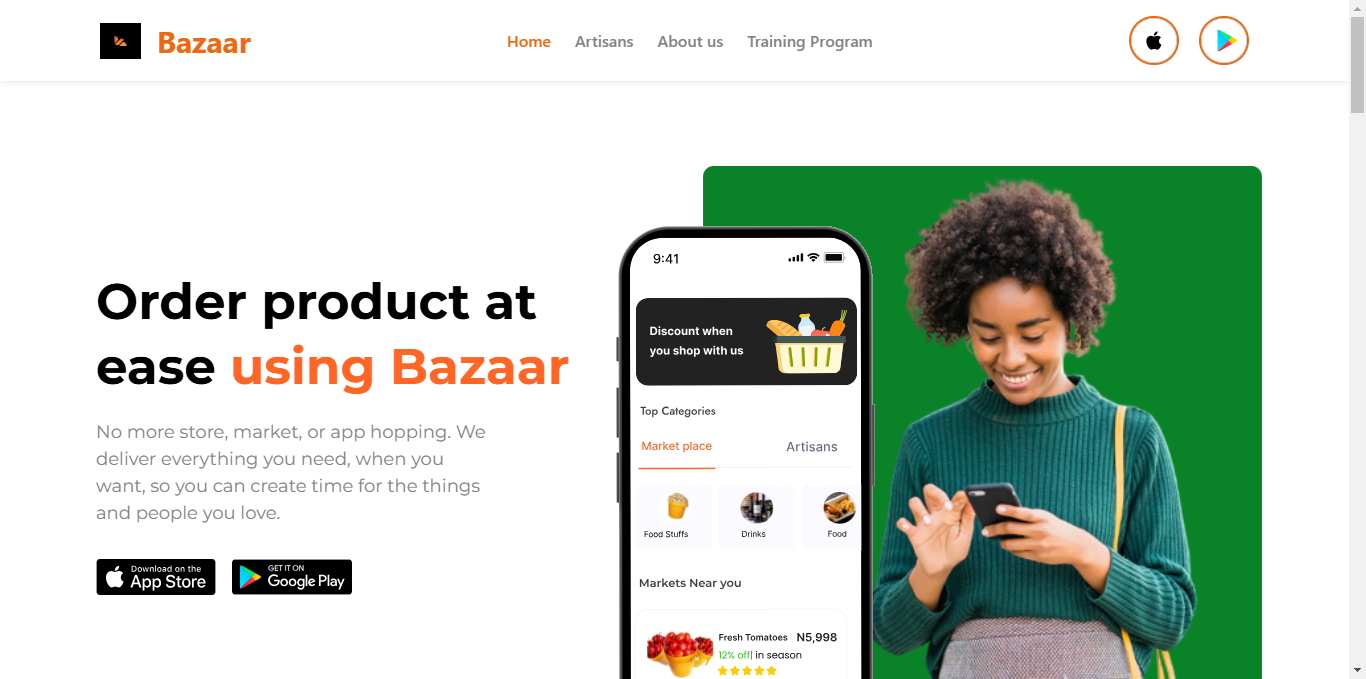 Bazaar
Home Artisans About us Training Program
Order product at
ease using Bazaar
No more store, market, or app hopping. We
deliver everything you need, when you
want, so you can create time for the things
and people you love.
Download on the
App Store
GET IT ON
Google Play
9:41
Discount when
you shop with us
Top Categories
Market place Artisans
Food Stuffs Drinks Food
Markets Near you
Fresh Tomatoes N5,998
12% off| in season